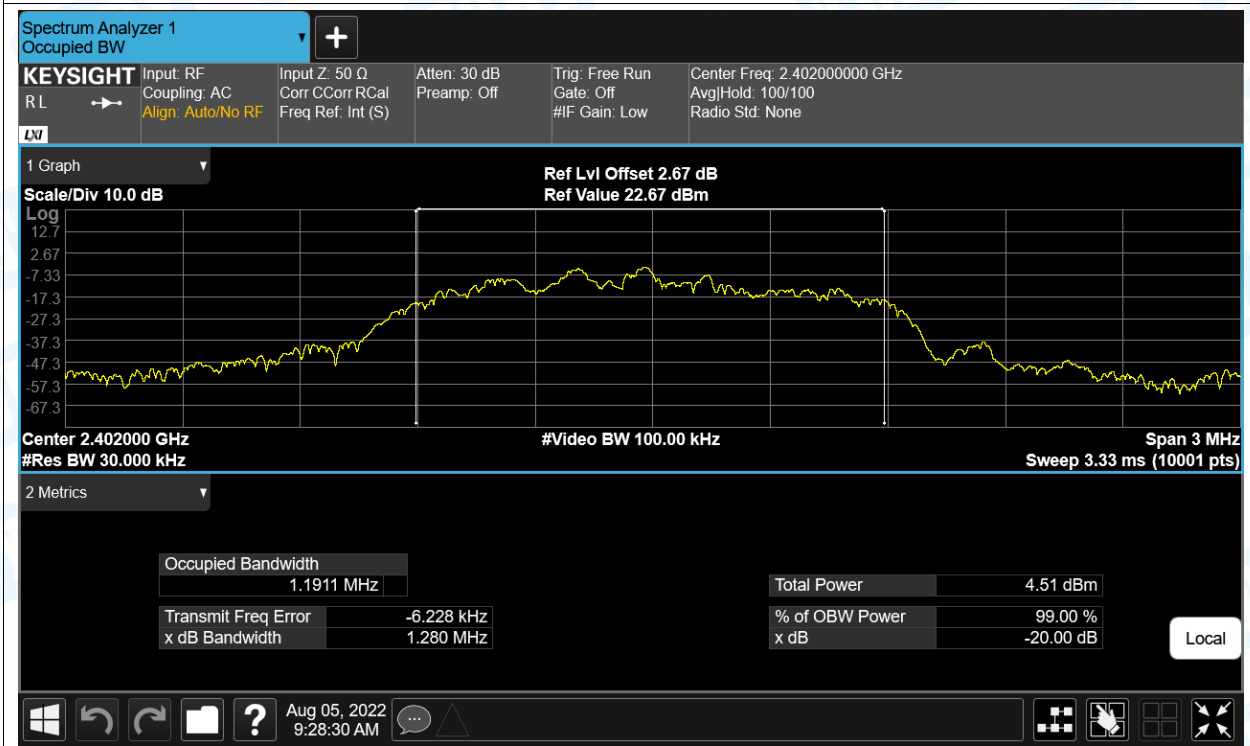 Spectrum Analyzer 1
Occupied BW
KEYSIGHT
R L
LXI
Input: RF
Coupling: AC
Align: Auto/No RF
Input Z: 50 Ω
Corr CCorr RCal
Freq Ref: Int (S)
Atten: 30 dB
Preamp: Off
Trig: Free Run
Gate: Off
#IF Gain: Low
Center Freq: 2.402000000 GHz
Avg|Hold: 100/100
Radio Std: None
1 Graph
Scale/Div 10.0 dB
Ref Lvl Offset 2.67 dB
Ref Value 22.67 dBm
Log
12.7
2.67
-7.33
-17.3
-27.3
-37.3
-47.3
-57.3
-67.3
Center 2.402000 GHz
#Video BW 100.00 kHz
Span 3 MHz
#Res BW 30.000 kHz
Sweep 3.33 ms (10001 pts)
2 Metrics
Occupied Bandwidth
1.1911 MHz
Total Power 4.51 dBm
Transmit Freq Error -6.228 kHz
% of OBW Power 99.00 %
x dB Bandwidth 1.280 MHz
x dB -20.00 dB
Local
?
Aug 05, 2022
9:28:30 AM